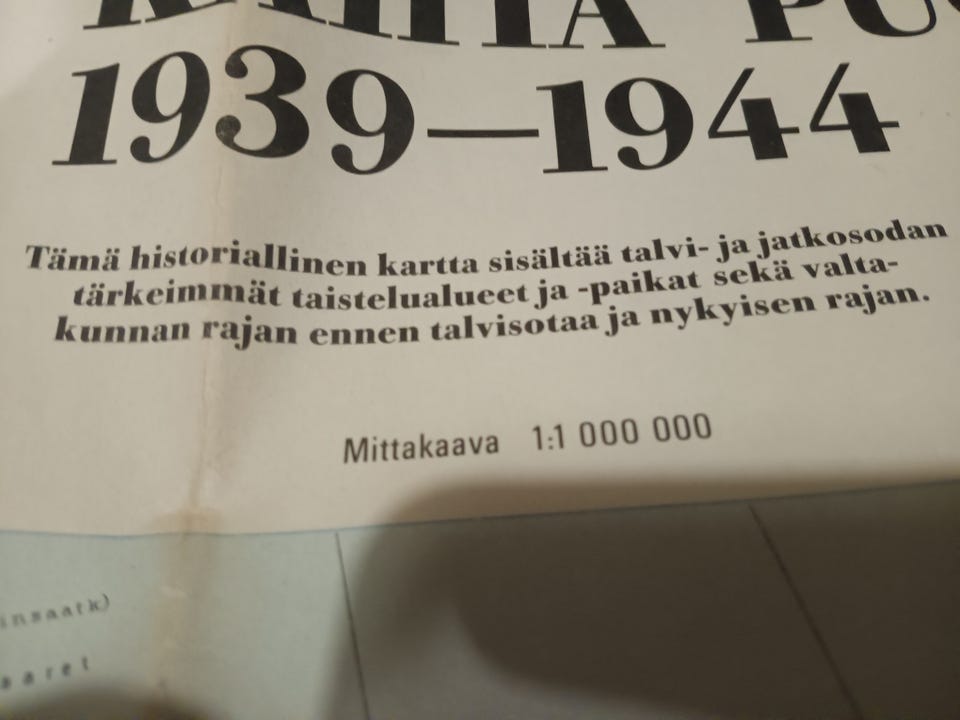 1939—1944
Tämä historiallinen kartta sisältää talvi- ja jatkosodan
tärkeimmät taistelualueet ja -paikat sekä valta-
kunnan rajan ennen talvisotaa ja nykyisen rajan.
Mittakaava 1:1 000 000